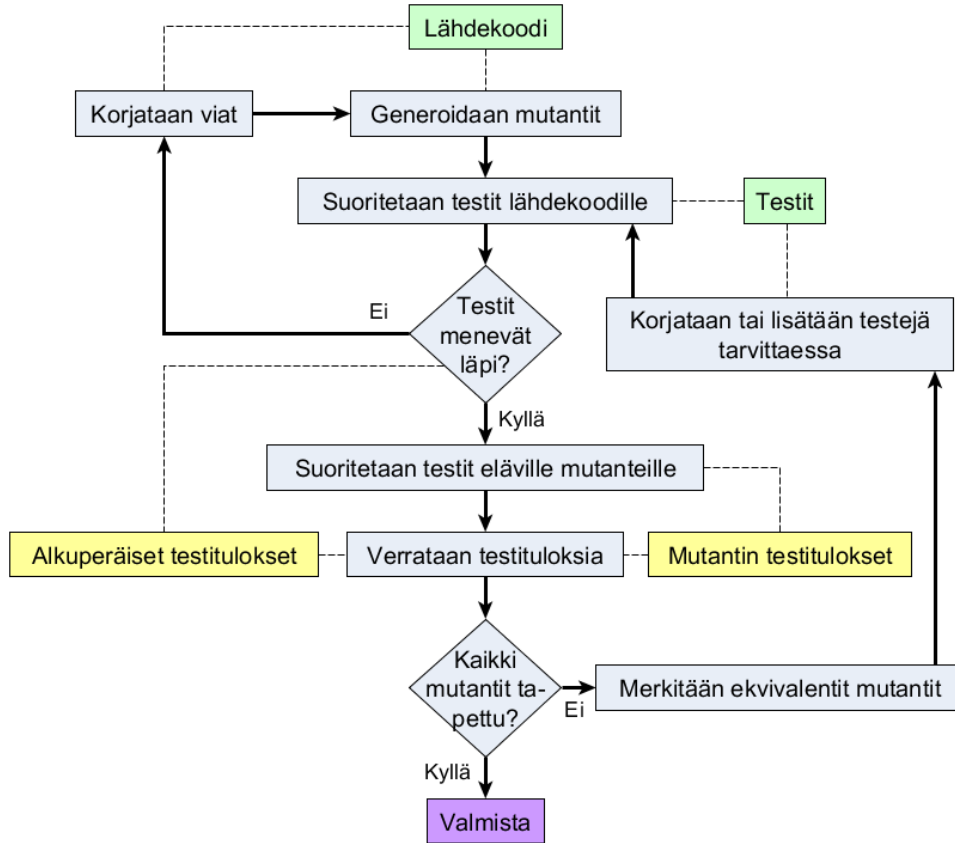 Lähdekoodi
Korjataan viat
Generoidaan mutantit
Suoritetaan testit lähdekoodille
Testit
Ei
Testit
menevät
läpi?
Korjataan tai lisätään testejä
tarvittaessa
Kyllä
Suoritetaan testit eläville mutanteille
Alkuperäiset testitulokset
Verrataan testituloksia
Mutantin testitulokset
Kaikki
mutantit ta-
pettu?
Ei
Merkitään ekvivalentit mutantit
Kyllä
Valmista